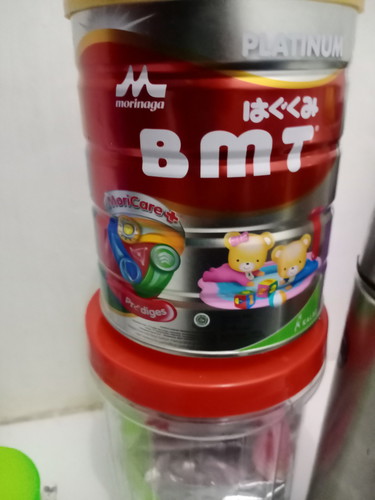 PLATINUM
morinaga
はぐくみ
BMT
MoriCare+
Prodiges